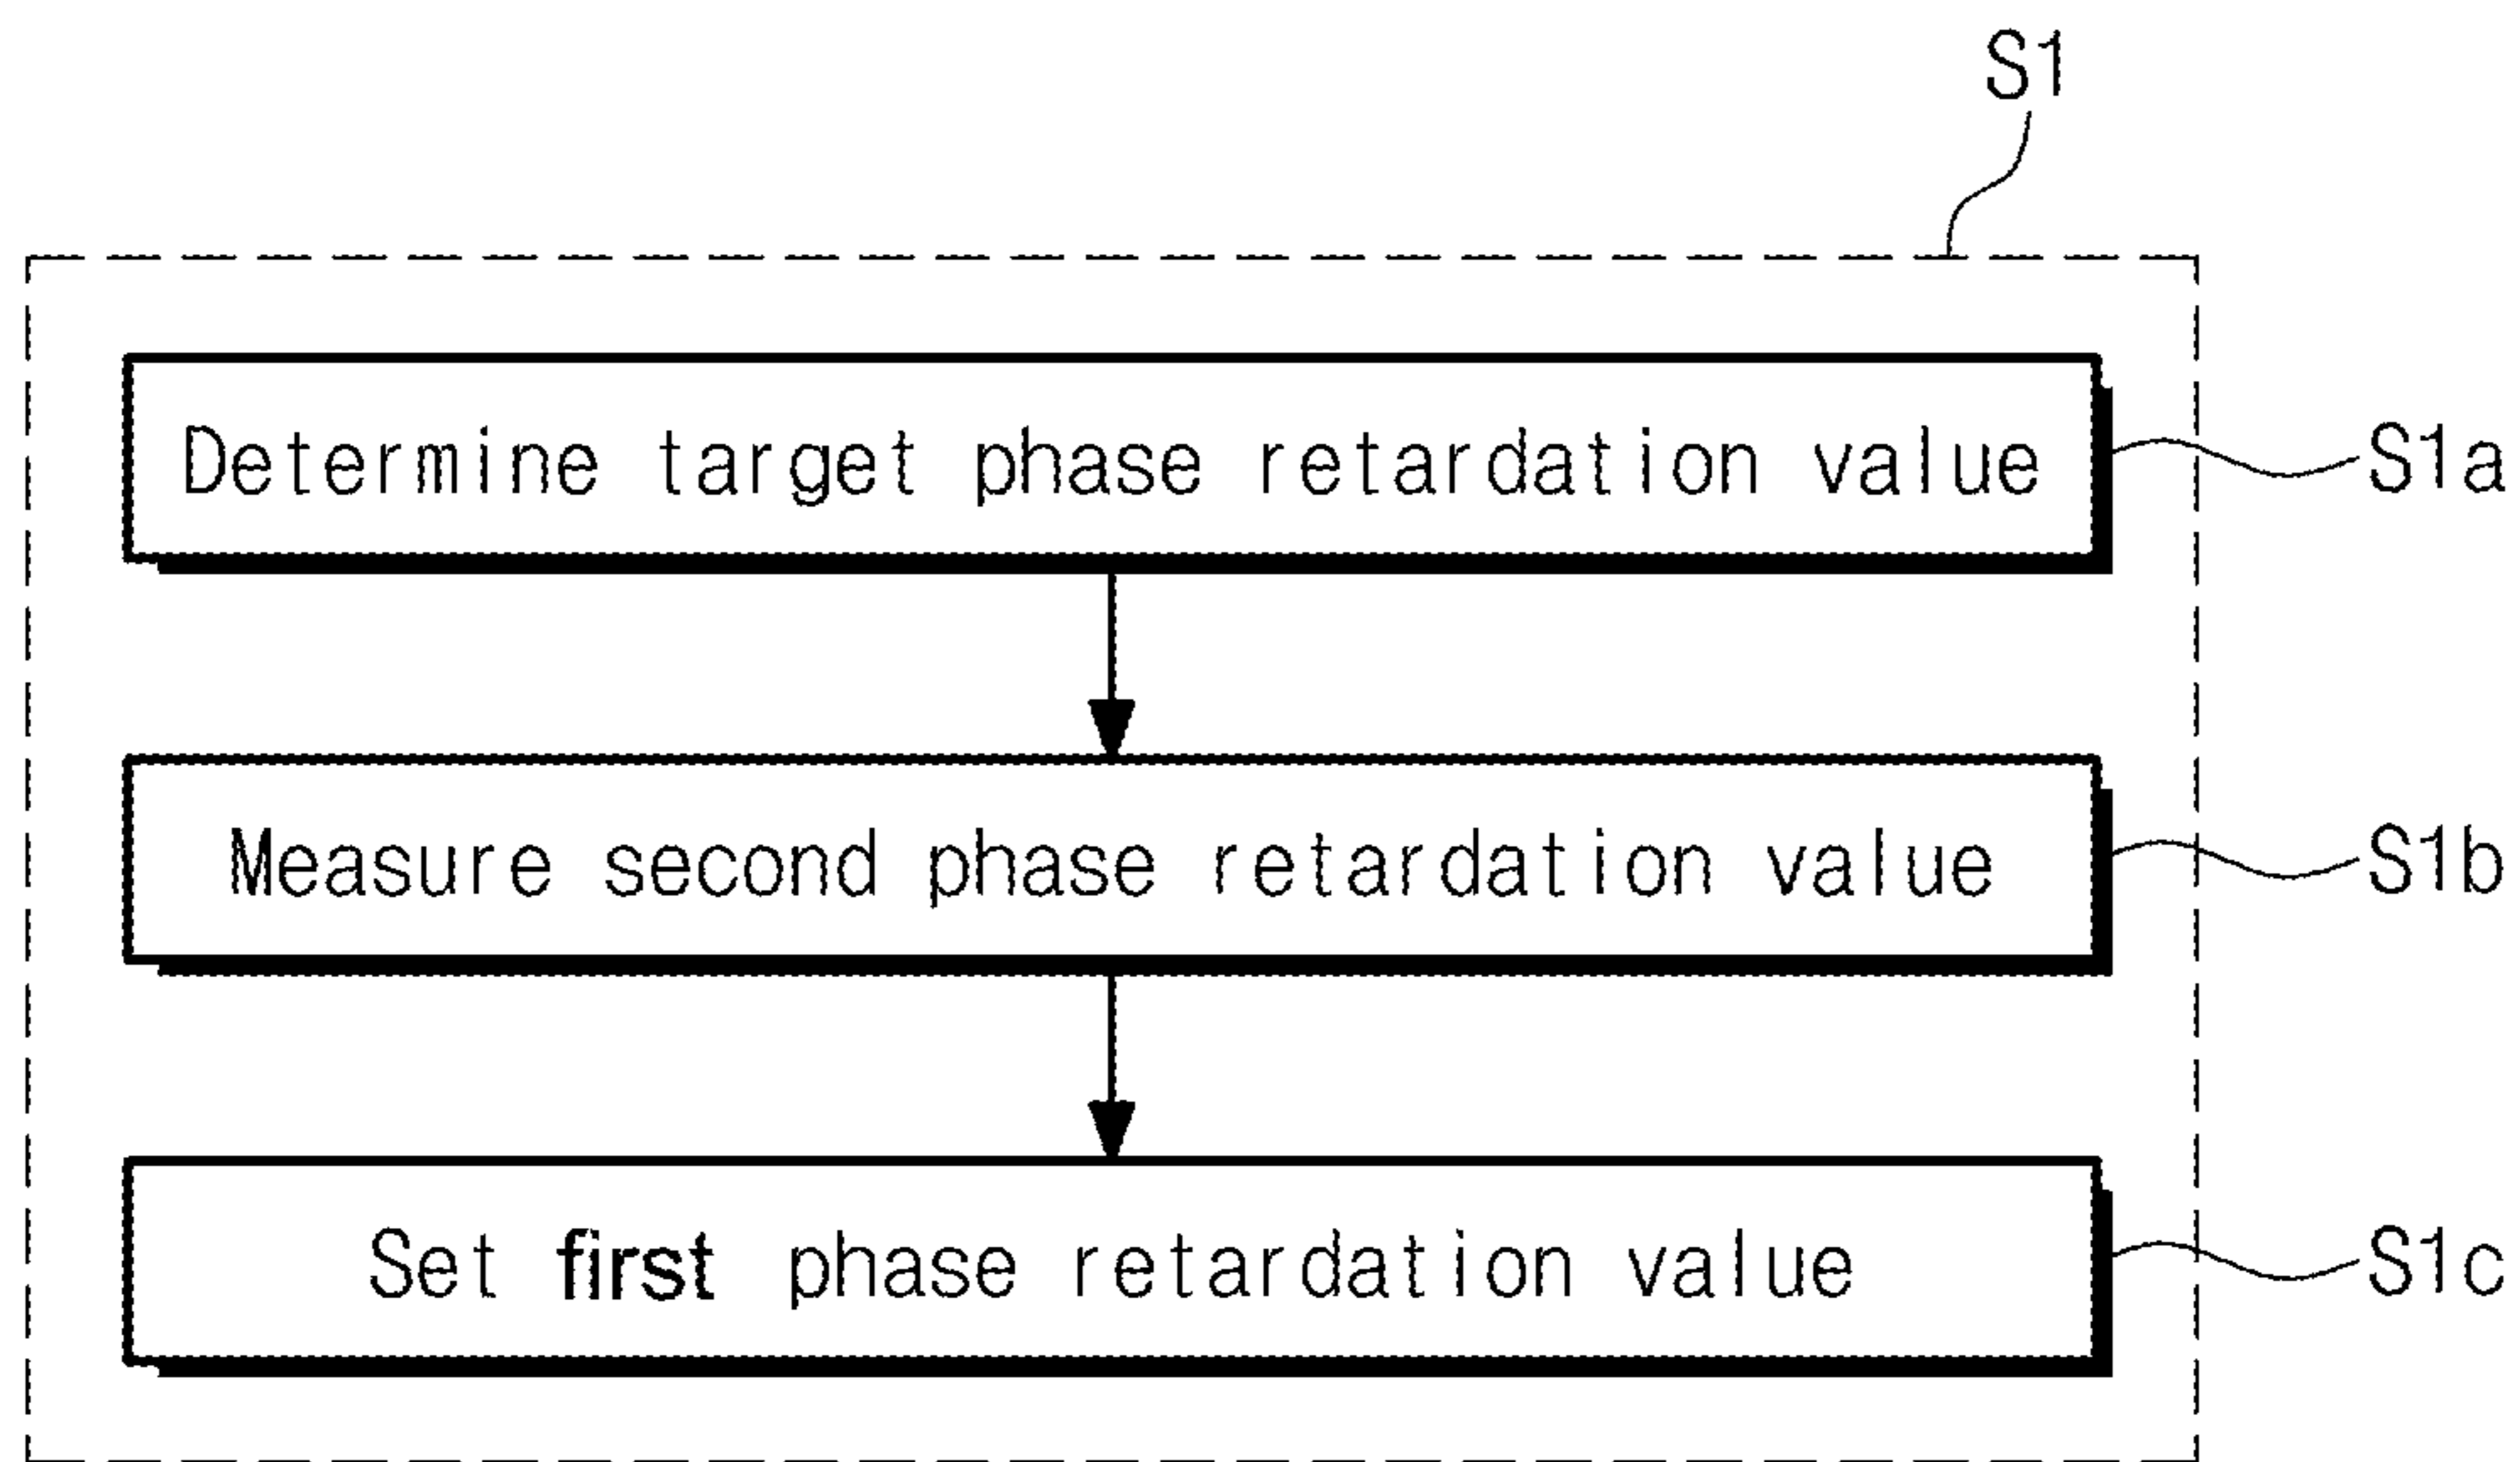 S1
Determine target phase retardation value
S1a
Measure second phase retardation value
S1b
Set first phase retardation value
S1c